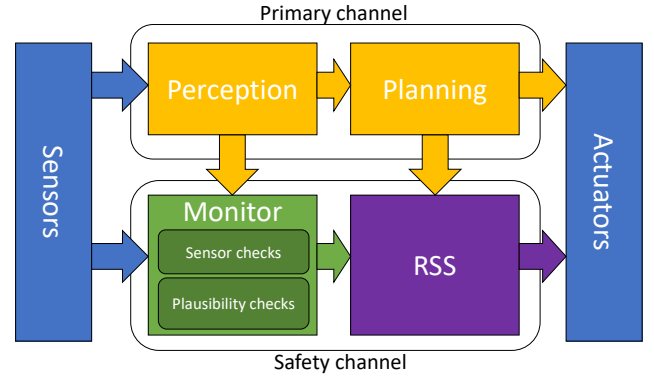 Primary channel
Sensors
Perception
Planning
Actuators
Monitor
Sensor checks
Plausibility checks
RSS
Safety channel